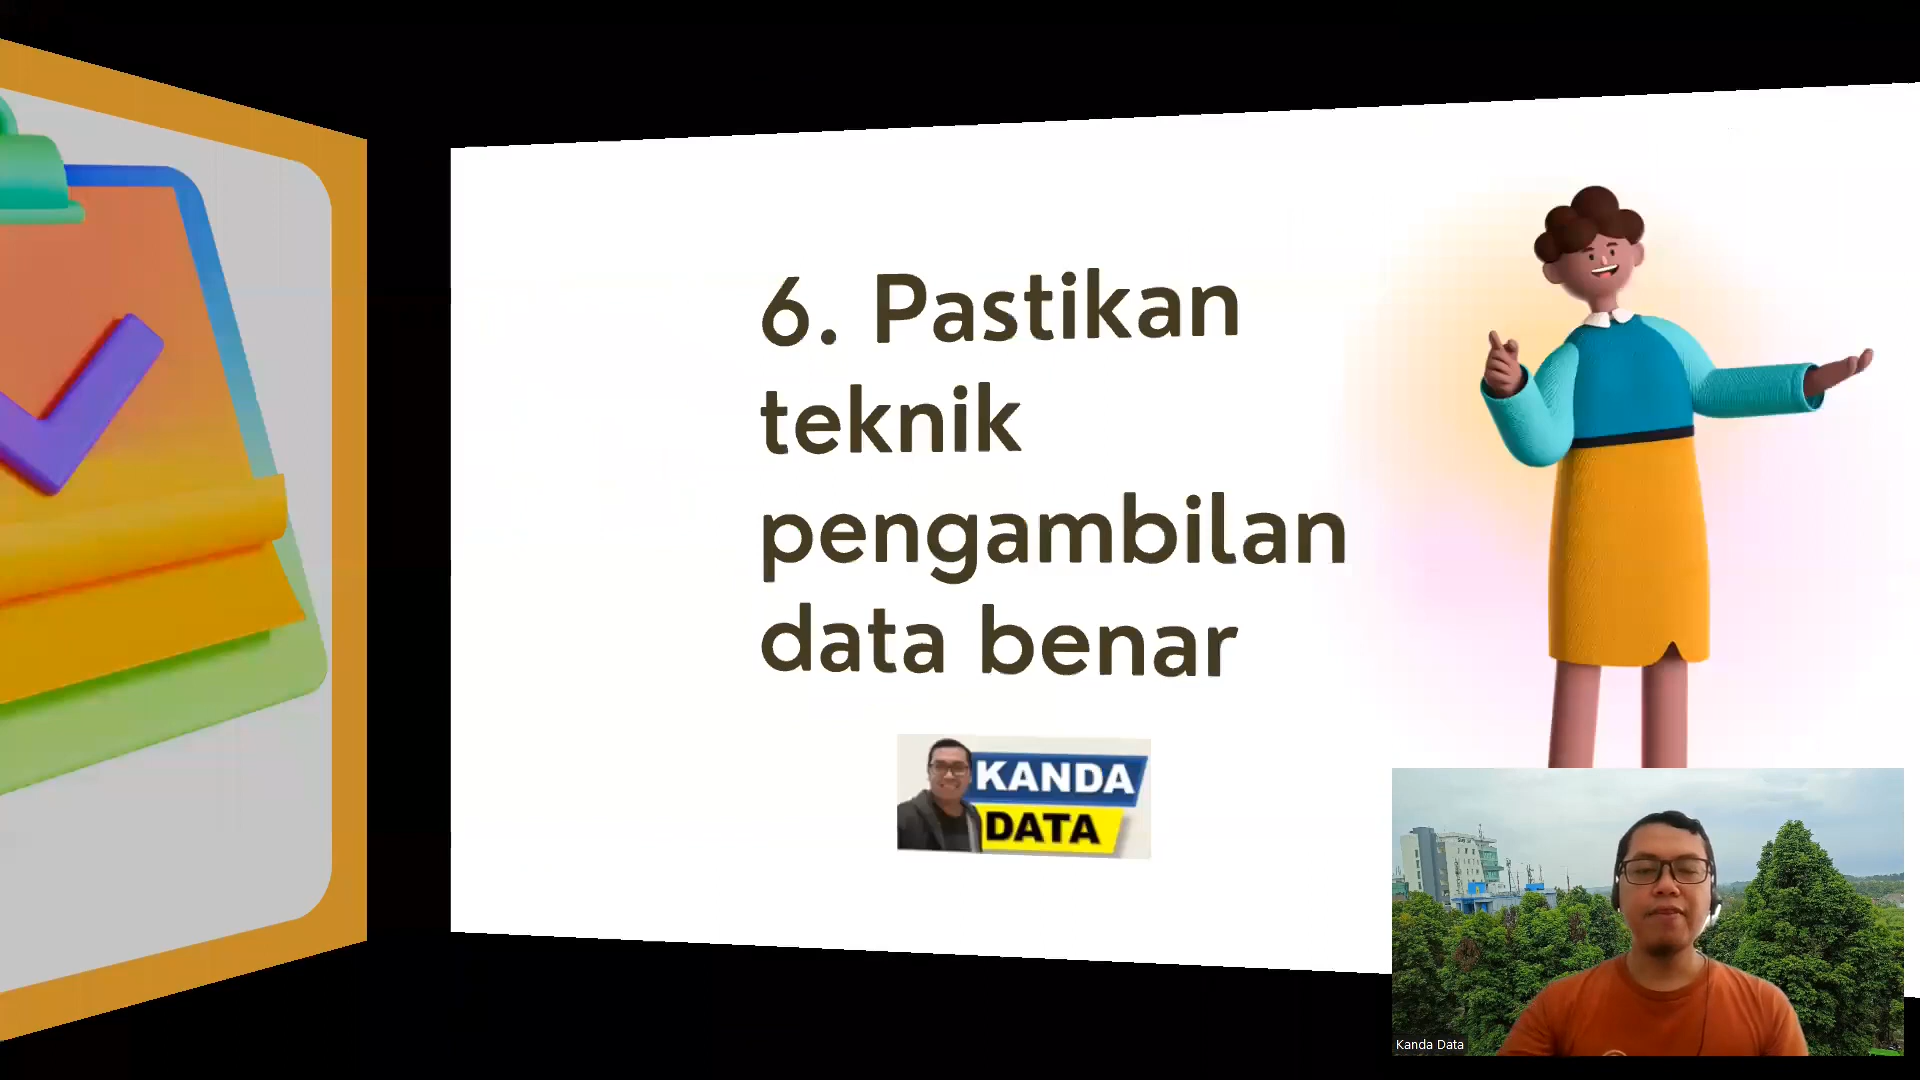 6. Pastikan
teknik
pengambilan
data benar
KANDA
DATA
Kanda Data